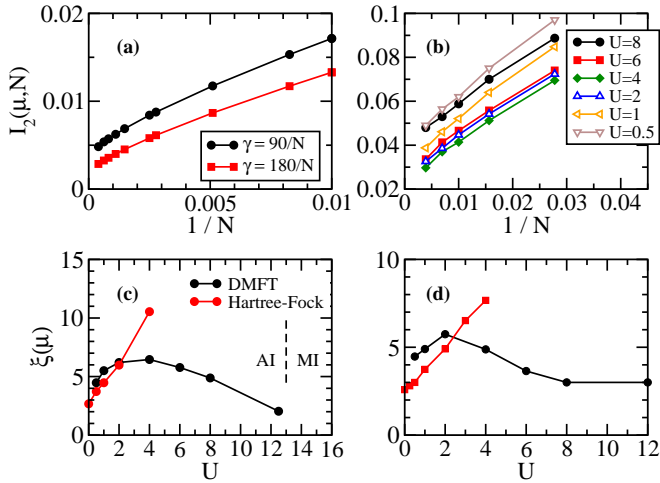 (a)
I₂(μ,N)
0.02
0.01
0
γ = 90/N
γ = 180/N
0
0.005
0.01
1 / N
(b)
0.1
0.08
0.06
0.04
0.02
U=8
U=6
U=4
U=2
U=1
U=0.5
0
0.01
0.02
0.03
0.04
1 / N
(c)
ξ(μ)
15
10
5
0
DMFT
Hartree-Fock
AI
MI
0 2 4 6 8 10 12 14 16
U
(d)
15
10
5
0
0 2 4 6 8 10 12
U